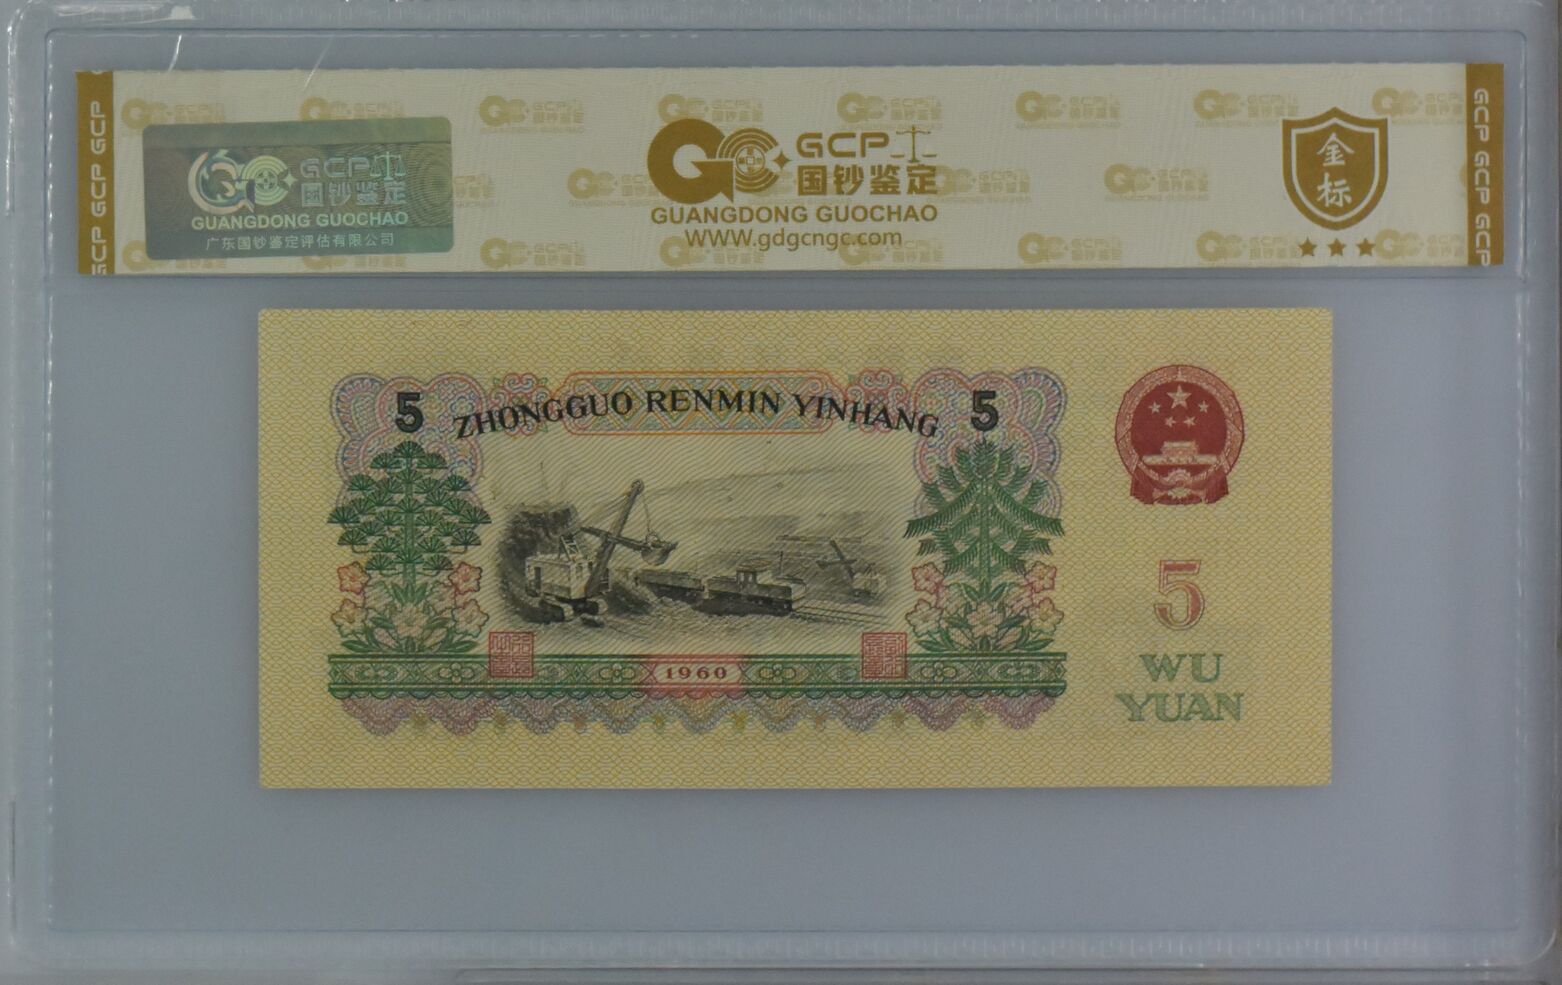 GCP GCP GCP
GCP 国钞鉴定
GUANGDONG GUOCHAO
广东国钞鉴定评估有限公司
GCP
国钞鉴定
GUANGDONG GUOCHAO
WWW.gdgcngc.com
金
标
GCP GCP GCP
5 ZHONGGUO RENMIN YINHANG 5
5
1960
WU
YUAN